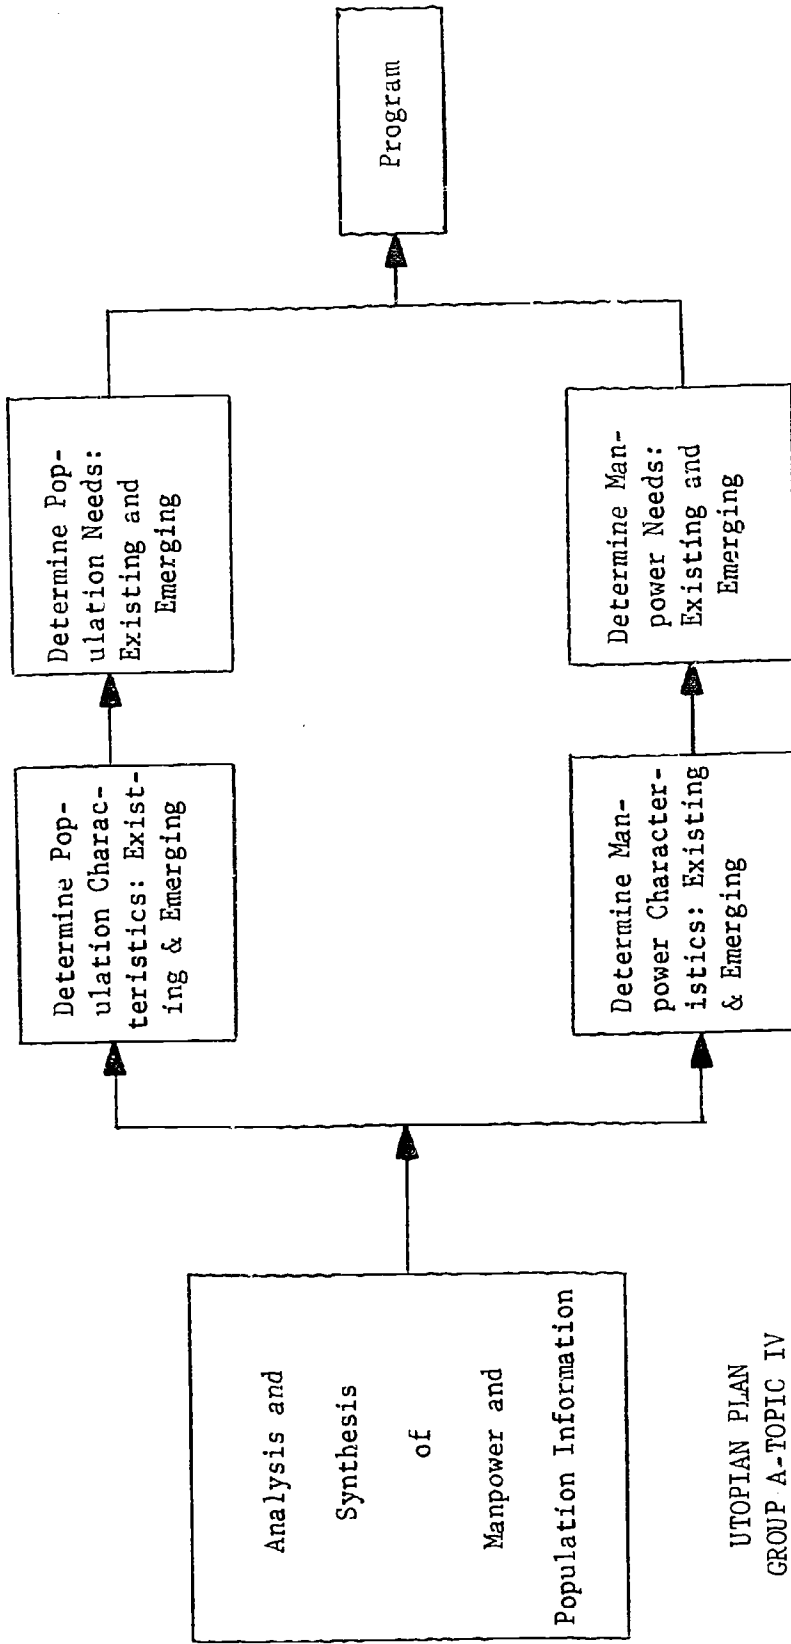 Analysis and
Synthesis
of
Manpower and
Population Information
Determine Pop-
ulation Charac-
teristics: Exist-
ing & Emerging
Determine Pop-
ulation Needs:
Existing and
Emerging
Determine Man-
power Character-
istics: Existing
& Emerging
Determine Man-
power Needs:
Existing and
Emerging
Program
UTOPIAN PLAN
GROUP A-TOPIC IV